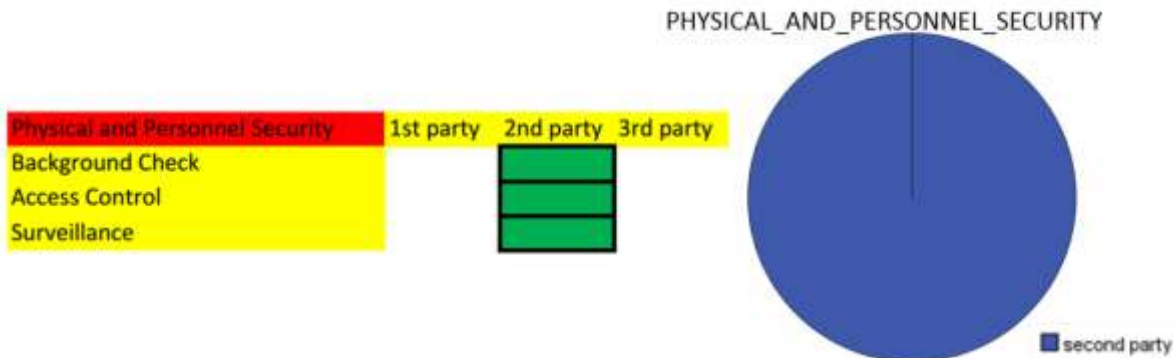 PHYSICAL_AND_PERSONNEL_SECURITY
Physical and Personnel Security 1st party 2nd party 3rd party
Background Check
Access Control
Surveillance
second party